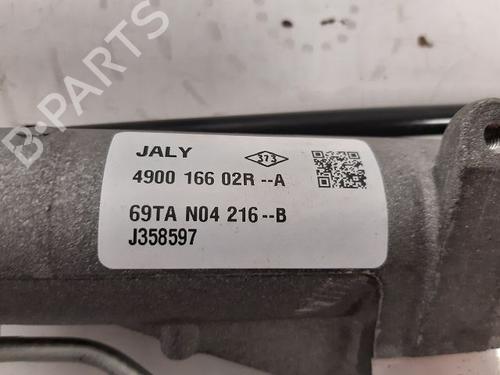 B-PARTS
JALY 373
4900 166 02R --A
69TA N04 216--B
J358597